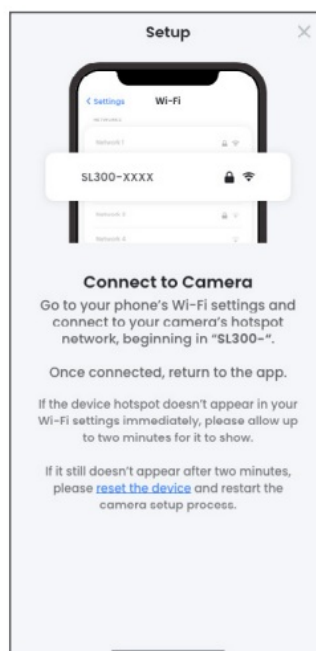 Setup
Settings
Wi-Fi
NETWORKS
Network 1
SL300-XXXX
Network 3
Network 4
Connect to Camera
Go to your phone's Wi-Fi settings and
connect to your camera's hotspot
network, beginning in “SL300-“.
Once connected, return to the app.
If the device hotspot doesn't appear in your
Wi-Fi settings immediately, please allow up
to two minutes for it to show.
If it still doesn't appear after two minutes,
please reset the device and restart the
camera setup process.